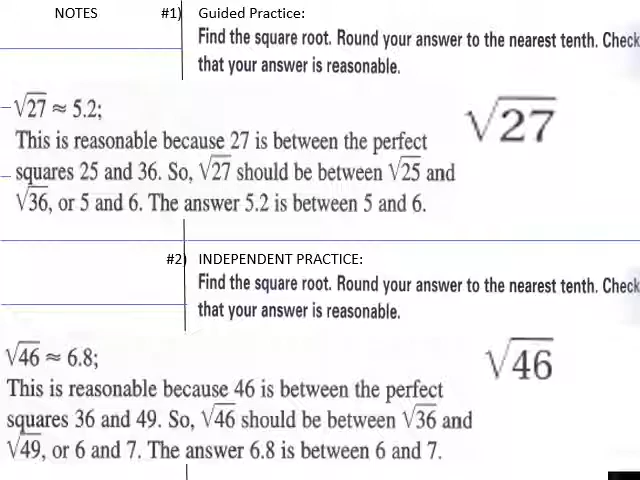 NOTES #1) Guided Practice:
Find the square root. Round your answer to the nearest tenth. Check
that your answer is reasonable.
√27 ≈ 5.2;
√27
This is reasonable because 27 is between the perfect
squares 25 and 36. So, √27 should be between √25 and
√36, or 5 and 6. The answer 5.2 is between 5 and 6.
#2) INDEPENDENT PRACTICE:
Find the square root. Round your answer to the nearest tenth. Check
that your answer is reasonable.
√46 ≈ 6.8;
√46
This is reasonable because 46 is between the perfect
squares 36 and 49. So, √46 should be between √36 and
√49, or 6 and 7. The answer 6.8 is between 6 and 7.